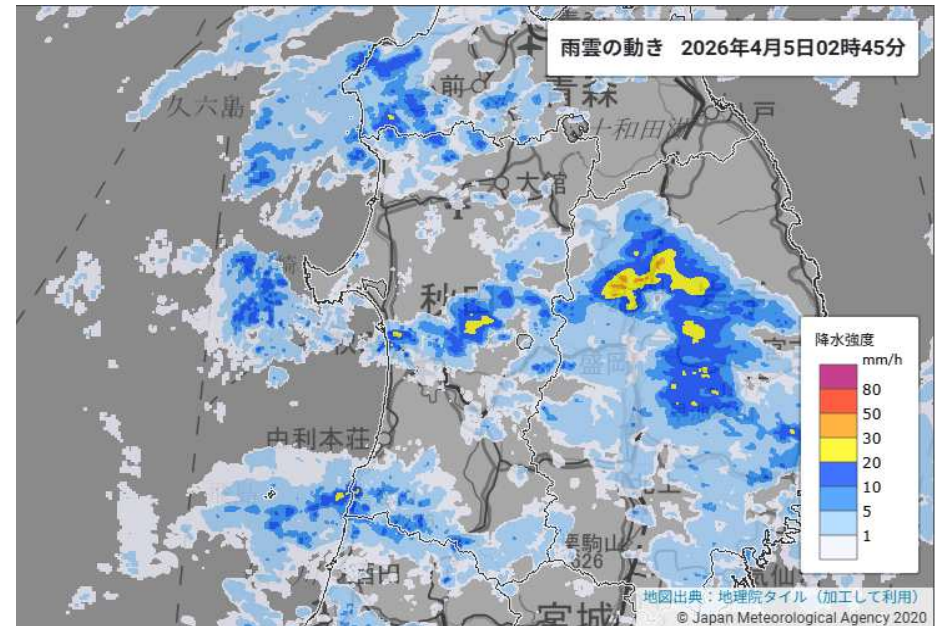 雨雲の動き 2026年4月5日02時45分
前
青森
久六島
八戸
十和田湖
大館
崎
秋田
盛岡
由利本荘
栗駒山
宮城
降水強度
mm/h
80
50
30
20
10
5
1
地図出典：地理院タイル（加工して利用）
© Japan Meteorological Agency 2020